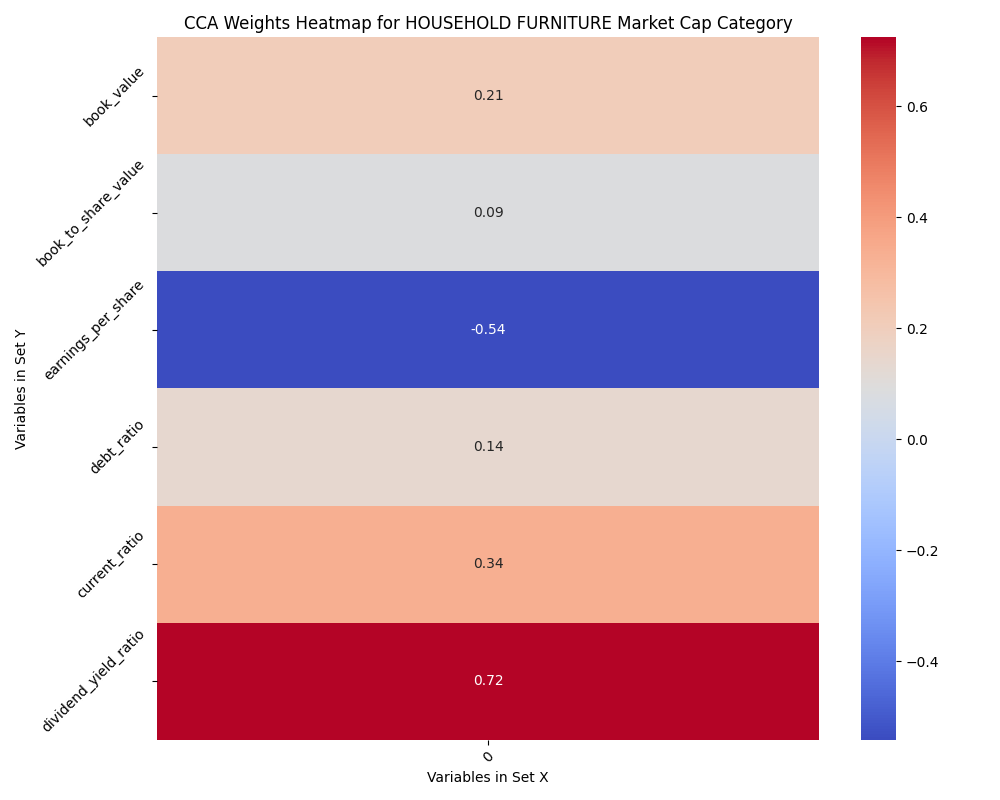 CCA Weights Heatmap for HOUSEHOLD FURNITURE Market Cap Category
Variables in Set Y
book_value
0.21
book_to_share_value
0.09
earnings_per_share
-0.54
debt_ratio
0.14
current_ratio
0.34
dividend_yield_ratio
0.72
0
Variables in Set X
0.6
0.4
0.2
0.0
−0.2
−0.4